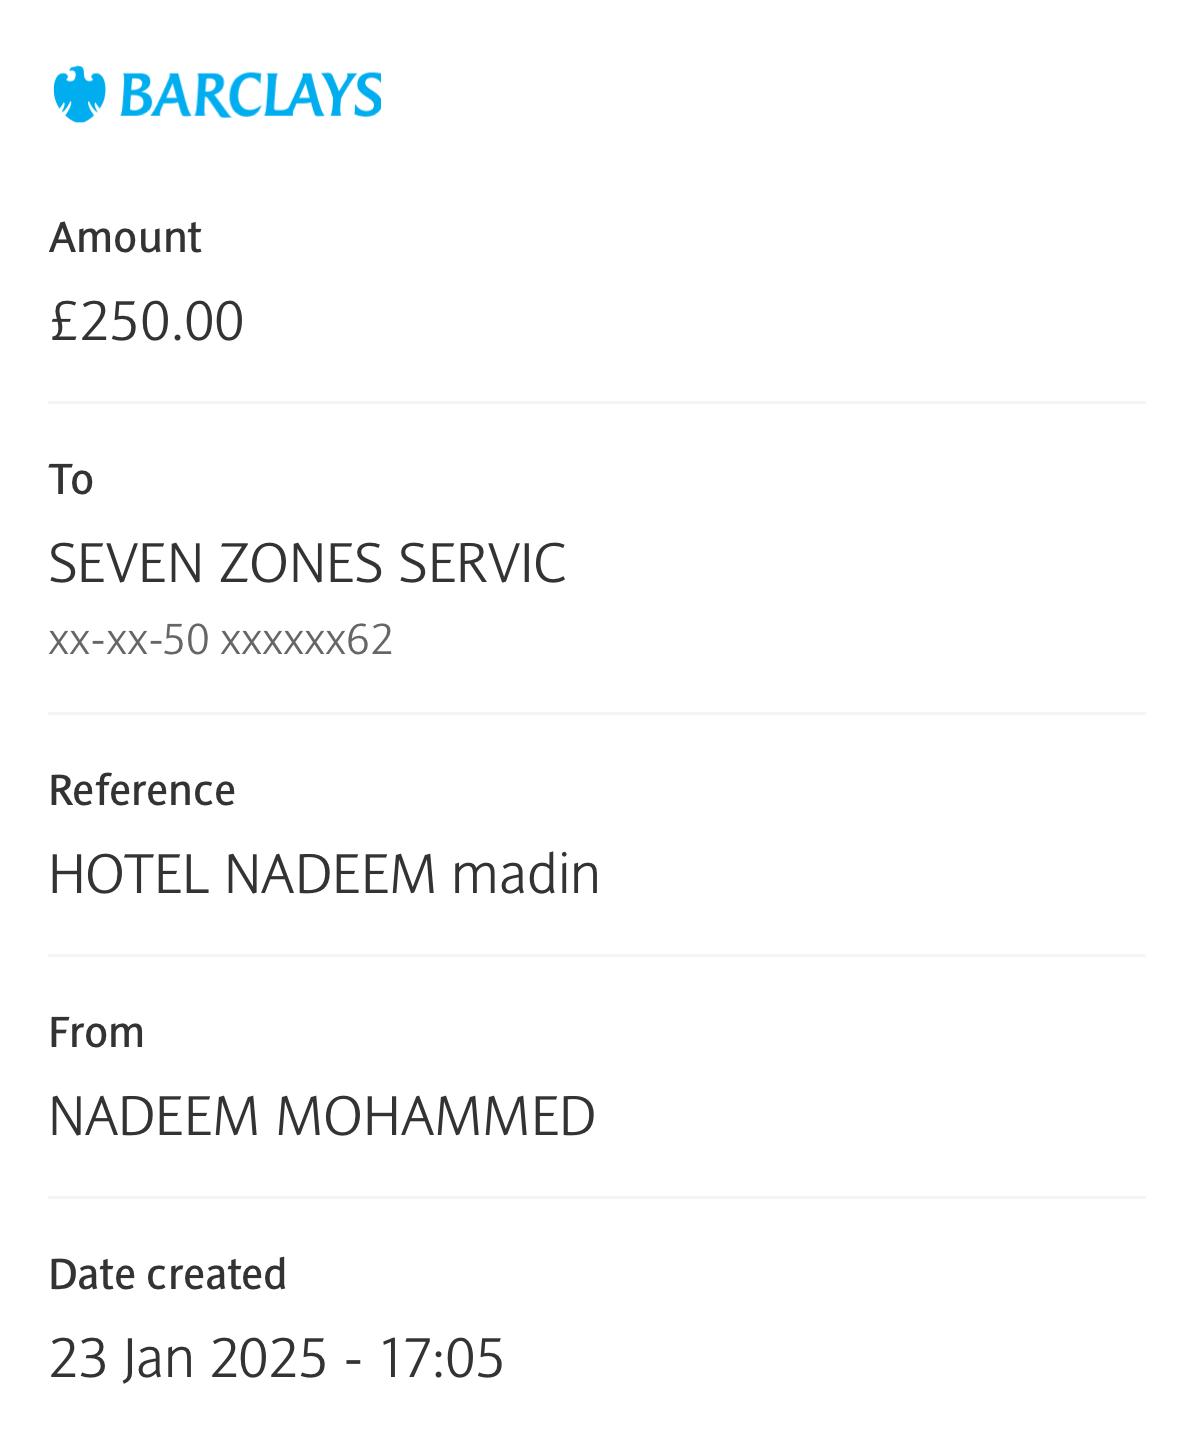 BARCLAYS
Amount
£250.00
To
SEVEN ZONES SERVIC
xx-xx-50 xxxxxx62
Reference
HOTEL NADEEM madin
From
NADEEM MOHAMMED
Date created
23 Jan 2025 - 17:05